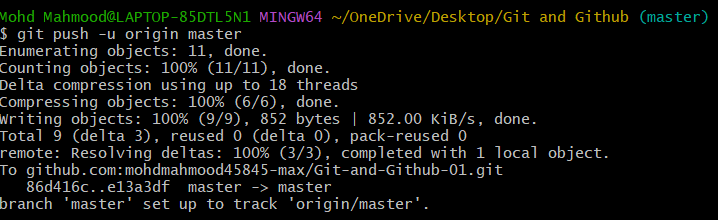 Mohd Mahmood@LAPTOP-85DTL5N1 MINGW64 ~/OneDrive/Desktop/Git and Github (master)
$ git push -u origin master
Enumerating objects: 11, done.
Counting objects: 100% (11/11), done.
Delta compression using up to 18 threads
Compressing objects: 100% (6/6), done.
Writing objects: 100% (9/9), 852 bytes | 852.00 KiB/s, done.
Total 9 (delta 3), reused 0 (delta 0), pack-reused 0
remote: Resolving deltas: 100% (3/3), completed with 1 local object.
To github.com:mohdmahmood45845-max/Git-and-Github-01.git
   86d416c..e13a3df  master -> master
branch 'master' set up to track 'origin/master'.